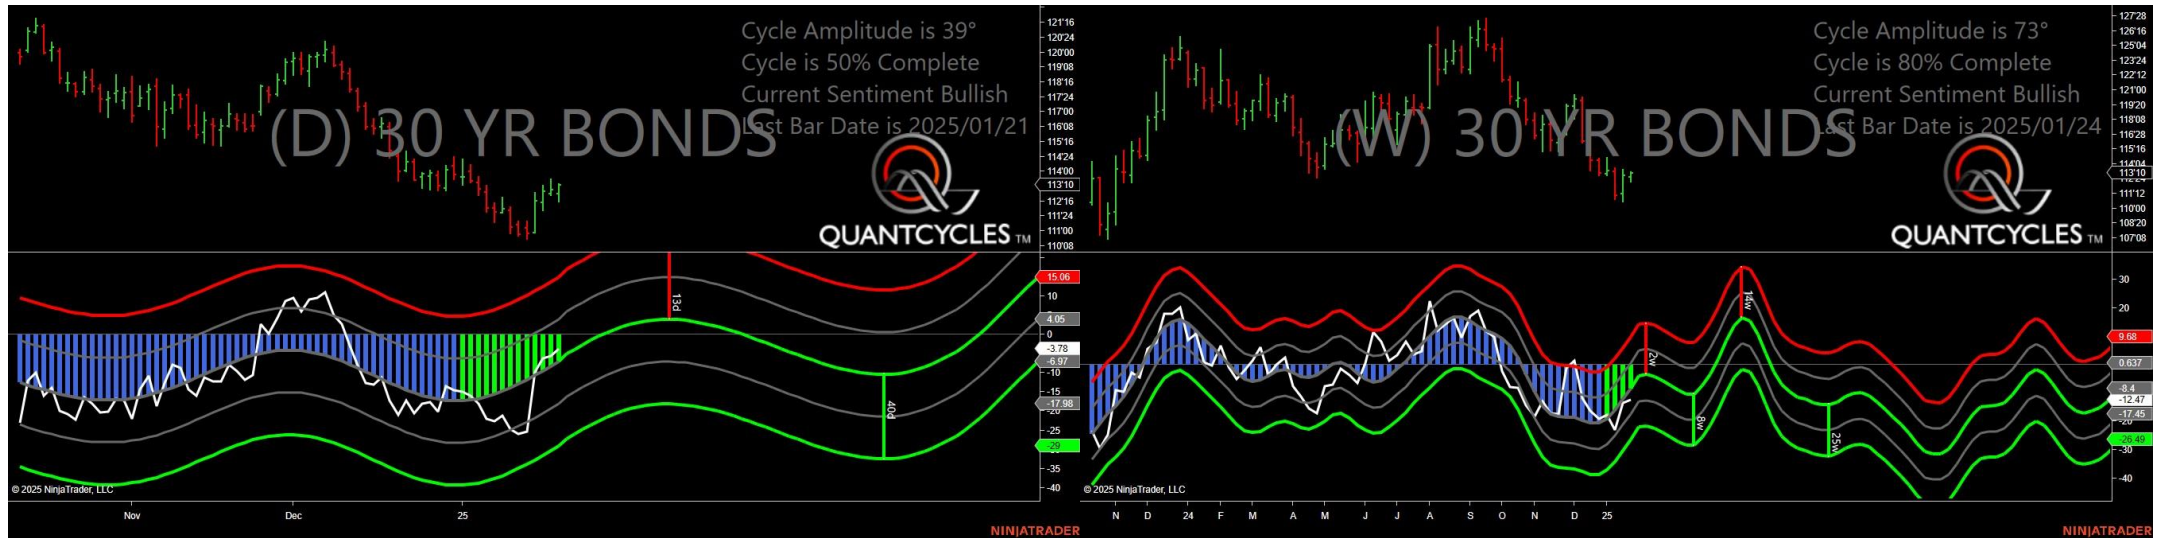 Cycle Amplitude is 39°
Cycle is 50% Complete
Current Sentiment Bullish
Last Bar Date is 2025/01/21
(D) 30 YR BONDS
QUANTCYCLES TM
121'16
120'24
120'00
119'08
118'16
117'24
117'00
116'08
115'16
114'24
114'00
113'10
112'16
111'24
111'00
110'08
13d
40d
15.06
10
4.05
0
-3.78
-6.97
-10
-15
-17.98
-20
-25
-29
-35
-40
© 2025 NinjaTrader, LLC
Nov Dec 25
NINJATRADER
Cycle Amplitude is 73°
Cycle is 80% Complete
Current Sentiment Bullish
Last Bar Date is 2025/01/24
(W) 30 YR BONDS
QUANTCYCLES TM
127'28
126'16
125'04
123'24
122'12
121'00
119'20
118'08
116'28
115'16
114'04
113'10
112'24
111'12
110'00
108'20
107'08
2w
8w
14w
25w
30
20
9.68
0.637
-8.4
-12.47
-17.45
-20
-26.49
-30
-40
© 2025 NinjaTrader, LLC
N D 24 F M A M J J A S O N D 25
NINJATRADER